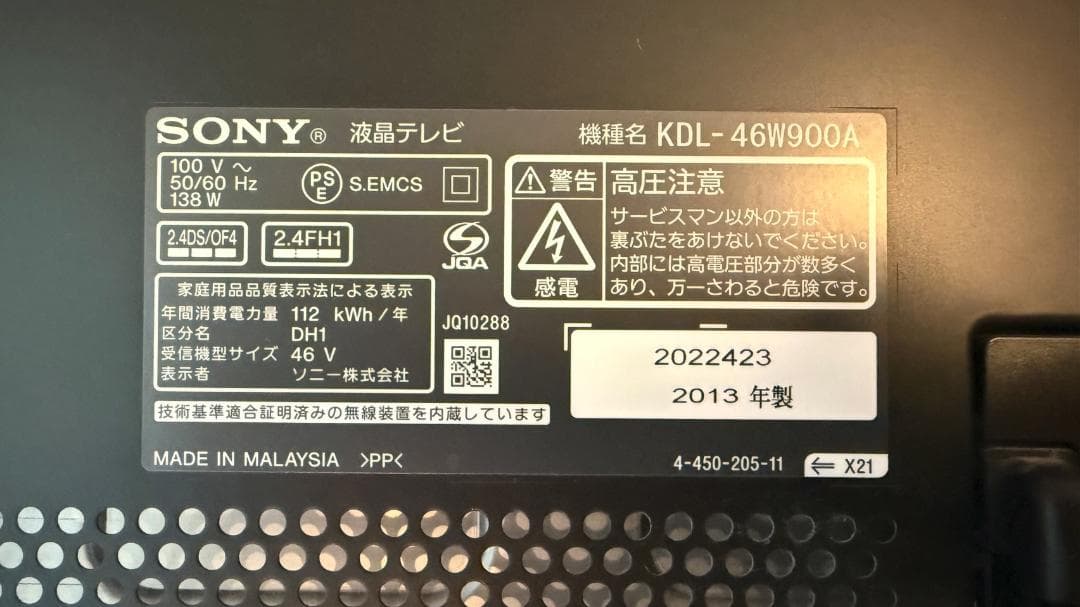 SONY® 液晶テレビ 機種名 KDL-46W900A
100 V ～
50/60 Hz
138 W
PS
E
S.EMCS
2.4DS/OF4
2.4FH1
JQA
警告
感電
高圧注意
サービスマン以外の方は
裏ぶたをあけないでください。
内部には高電圧部分が数多く
あり、万一さわると危険です。
家庭用品品質表示法による表示
年間消費電力量 112 kWh/年
区分名 DH1
受信機型サイズ 46 V
表示者 ソニー株式会社
JQ10288
2022423
2013 年製
技術基準適合証明済みの無線装置を内蔵しています
MADE IN MALAYSIA >PP<
4-450-205-11
⇐ X21